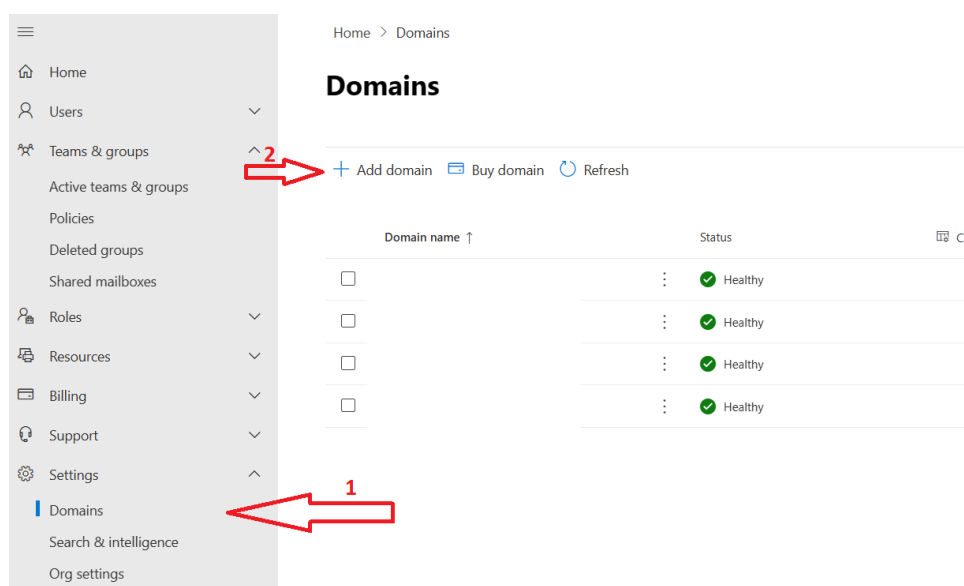 Home > Domains
Home
Domains
Users
Teams & groups
2
+ Add domain Buy domain Refresh
Active teams & groups
Policies
Deleted groups
Shared mailboxes
Domain name ↑ Status C
Healthy
Healthy
Healthy
Healthy
Roles
Resources
Billing
Support
Settings
1
Domains
Search & intelligence
Org settings